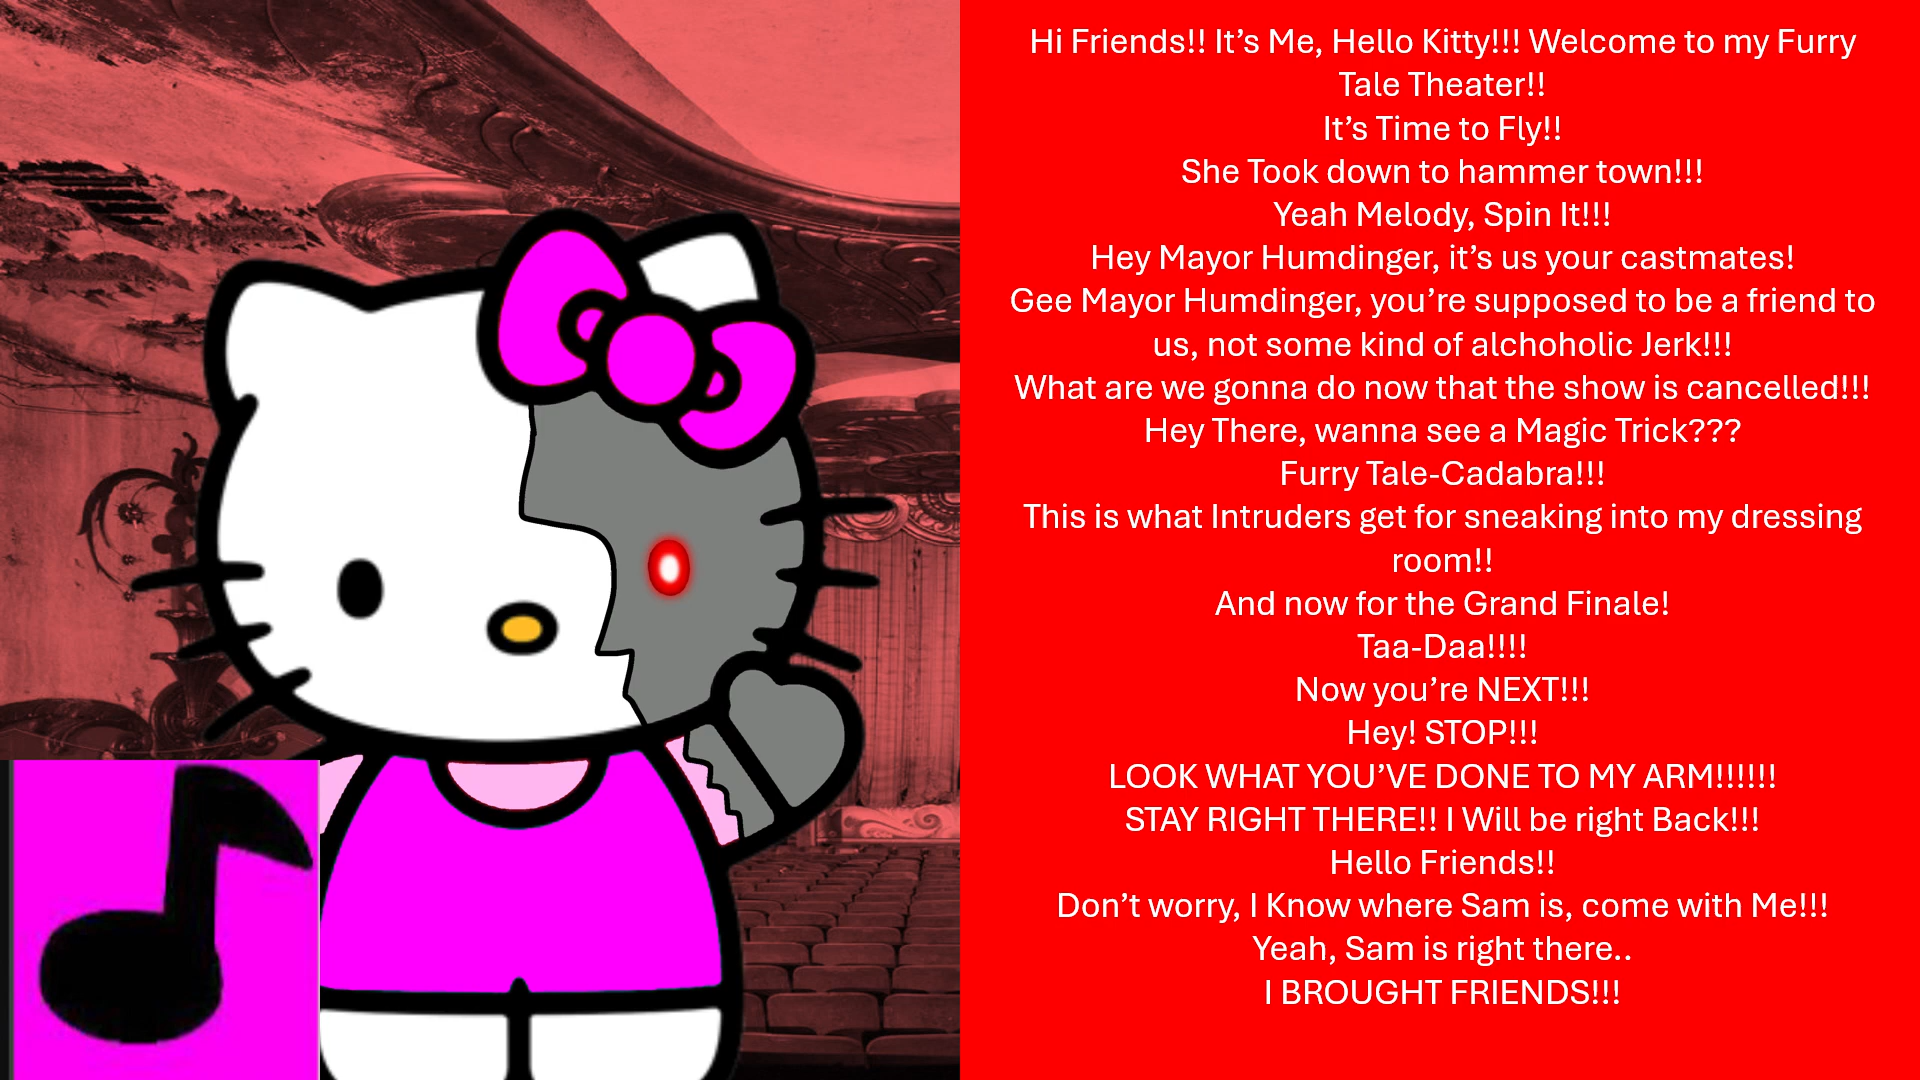 Hi Friends!! It’s Me, Hello Kitty!!! Welcome to my Furry
Tale Theater!!
It’s Time to Fly!!
She Took down to hammer town!!!
Yeah Melody, Spin It!!!
Hey Mayor Humdinger, it’s us your castmates!
Gee Mayor Humdinger, you’re supposed to be a friend to
us, not some kind of alchoholic Jerk!!!
What are we gonna do now that the show is cancelled!!!
Hey There, wanna see a Magic Trick???
Furry Tale-Cadabra!!!
This is what Intruders get for sneaking into my dressing
room!!
And now for the Grand Finale!
Taa-Daa!!!!
Now you’re NEXT!!!
Hey! STOP!!!
LOOK WHAT YOU’VE DONE TO MY ARM!!!!!!
STAY RIGHT THERE!! I Will be right Back!!!
Hello Friends!!
Don’t worry, I Know where Sam is, come with Me!!!
Yeah, Sam is right there..
I BROUGHT FRIENDS!!!